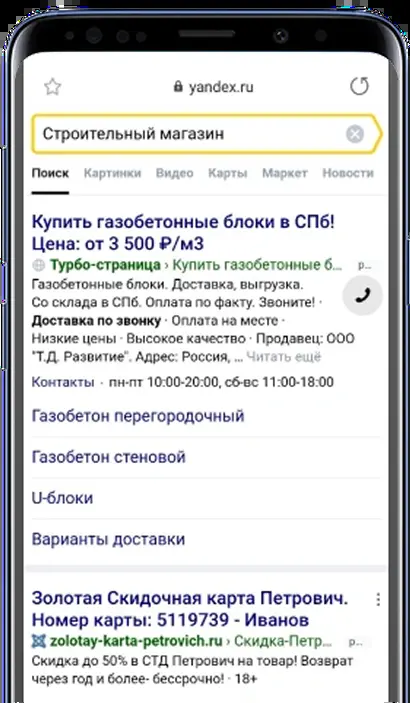 yandex.ru
Строительный магазин
Поиск Картинки Видео Карты Маркет Новости
Купить газобетонные блоки в СПб!
Цена: от 3 500 ₽/м3
Турбо-страница › Купить газобетонные б... р...
Газобетонные блоки. Доставка, выгрузка.
Со склада в СПб. Оплата по факту. Звоните! ·
Доставка по звонку · Оплата на месте ·
Низкие цены · Высокое качество · Продавец: ООО
"Т.Д. Развитие". Адрес: Россия, ... Читать ещё
Контакты · пн-пт 10:00-20:00, сб-вс 11:00-18:00
Газобетон перегородочный
Газобетон стеновой
U-блоки
Варианты доставки
Золотая Скидочная карта Петрович.
Номер карты: 5119739 - Иванов
zolotay-karta-petrovich.ru › Скидка-Петр... р...
Скидка до 50% в СТД Петрович на товар! Возврат
через год и более- бессрочно! · 18+